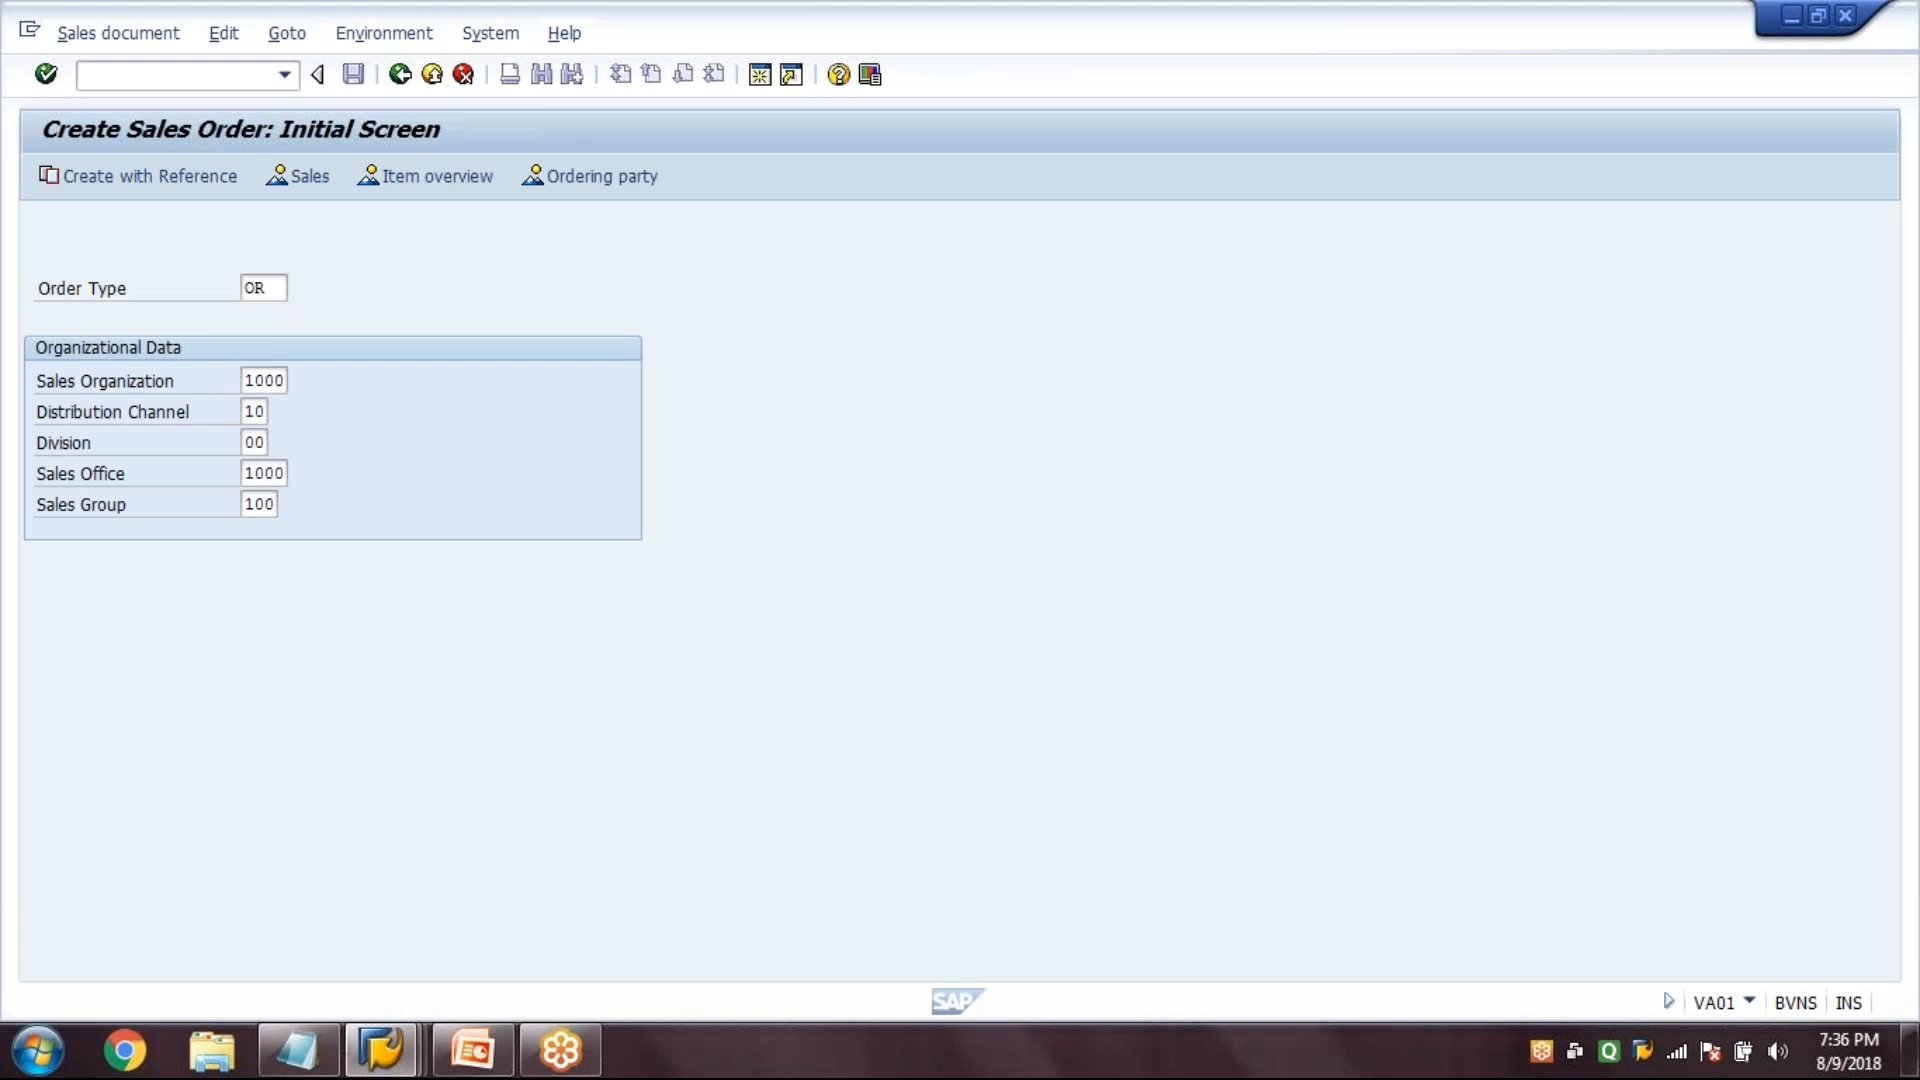 Sales document Edit Goto Environment System Help
Create Sales Order: Initial Screen
Create with Reference Sales Item overview Ordering party
Order Type OR
Organizational Data
Sales Organization 1000
Distribution Channel 10
Division 00
Sales Office 1000
Sales Group 100
SAP
VA01 BVNS INS
Q
7:36 PM
8/9/2018